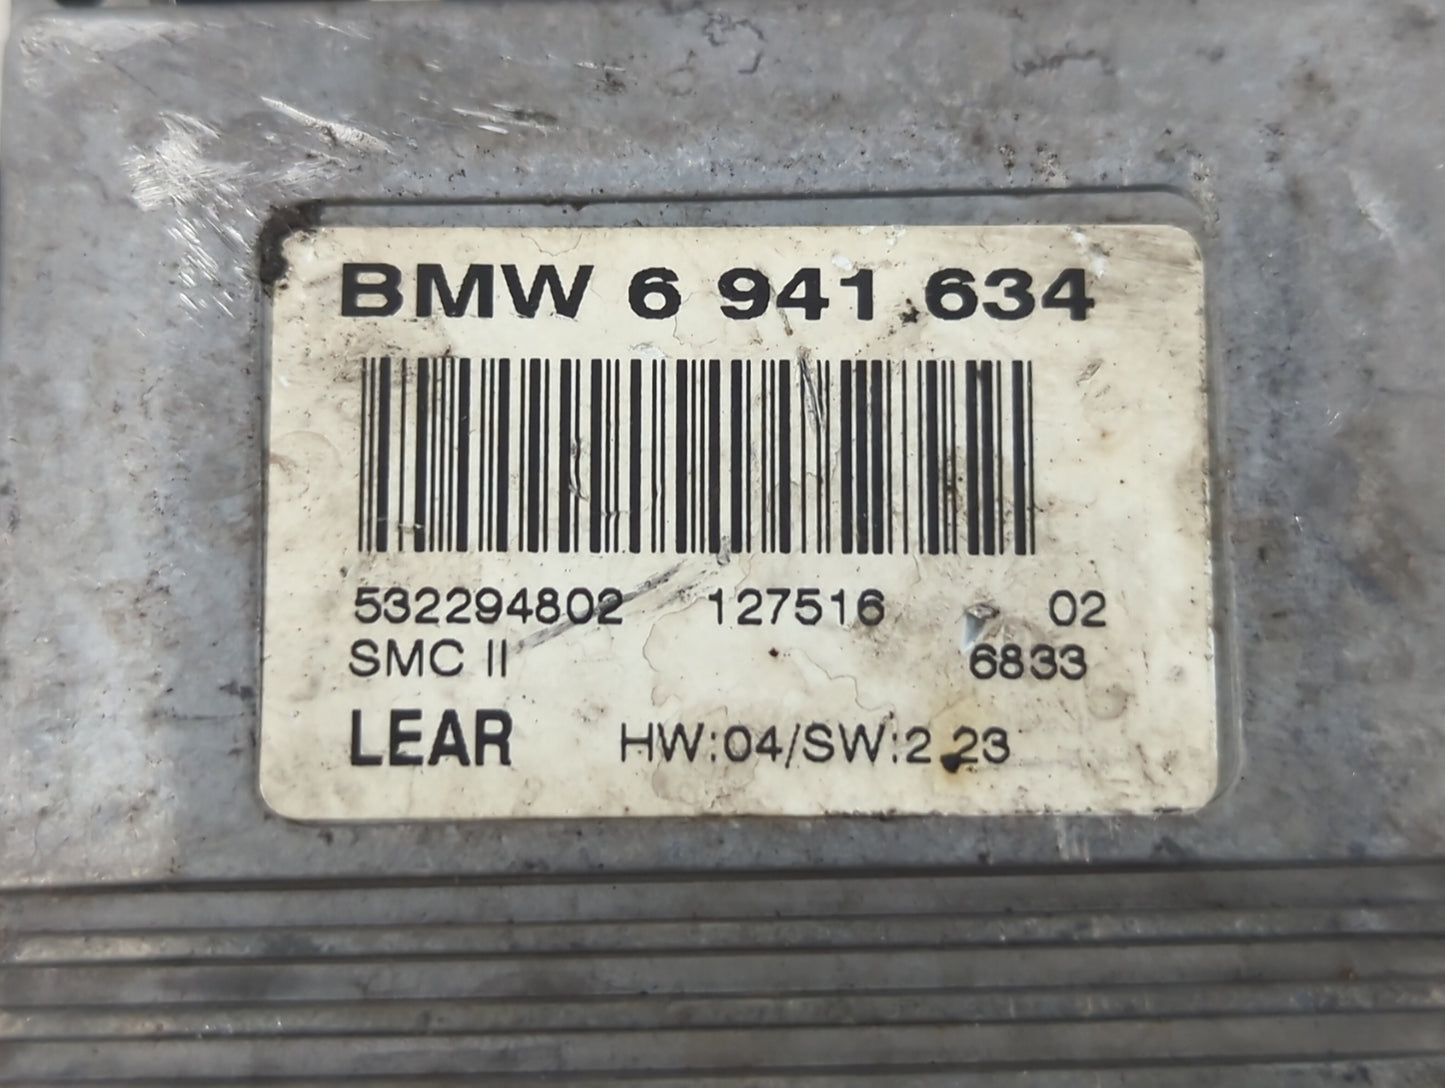 BMW 6 941 634
532294802 127516 02
SMC II 6833
LEAR HW:04/SW:2.23